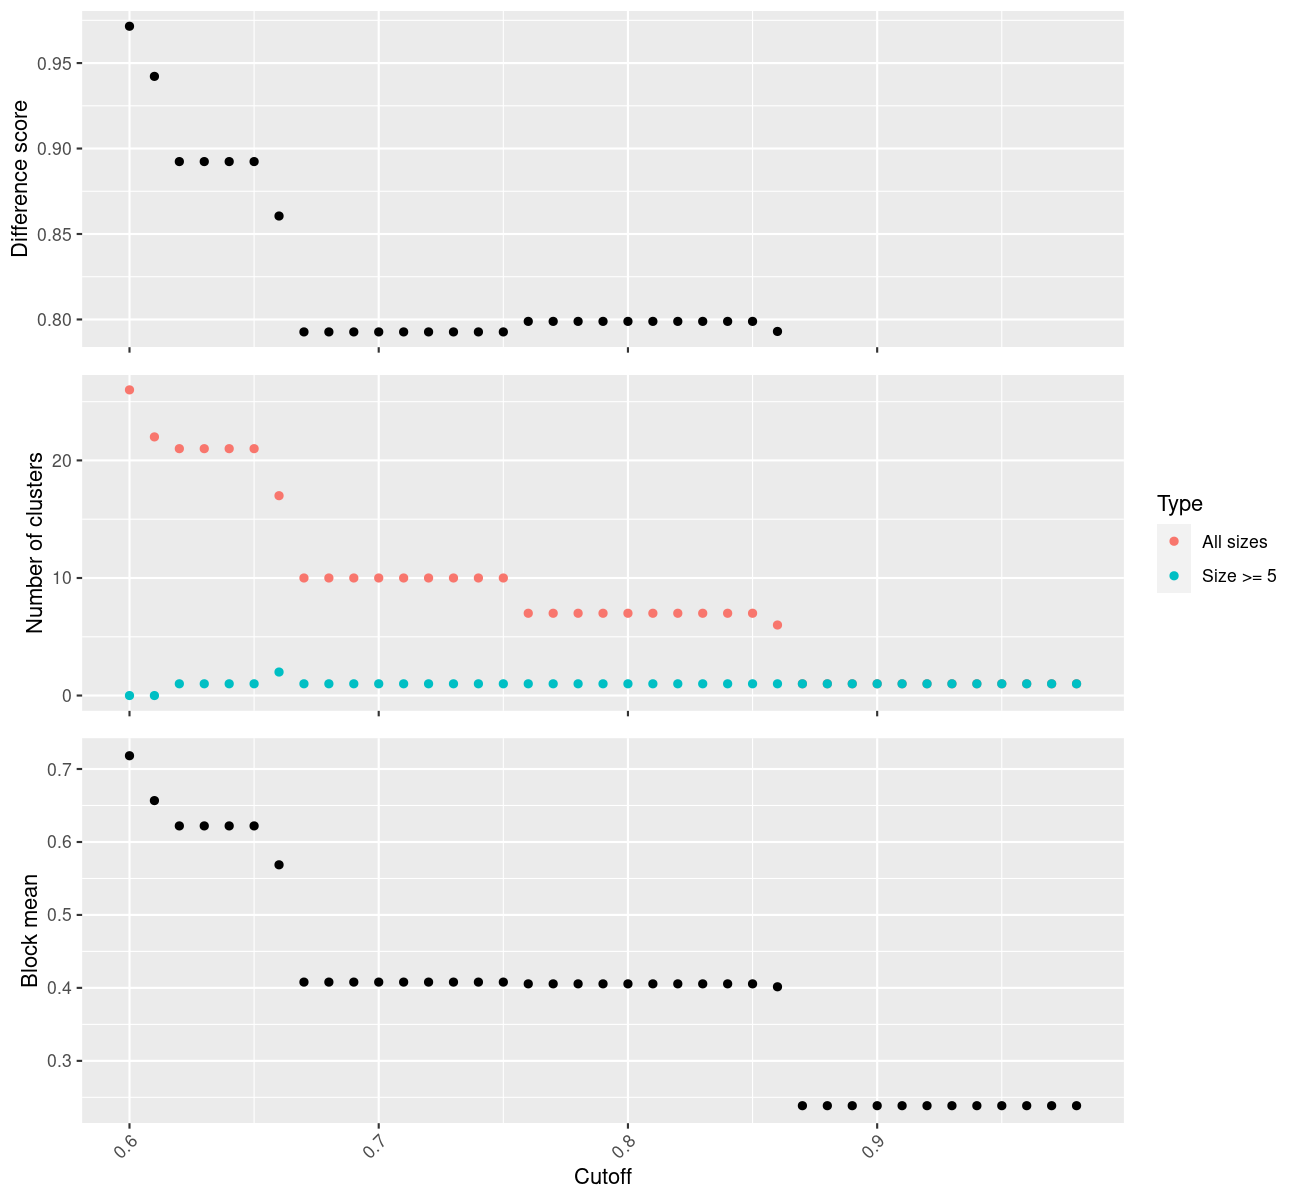 Difference score
0.95
0.90
0.85
0.80
Number of clusters
20
10
0
Type
All sizes
Size >= 5
Block mean
0.7
0.6
0.5
0.4
0.3
0.6 0.7 0.8 0.9
Cutoff